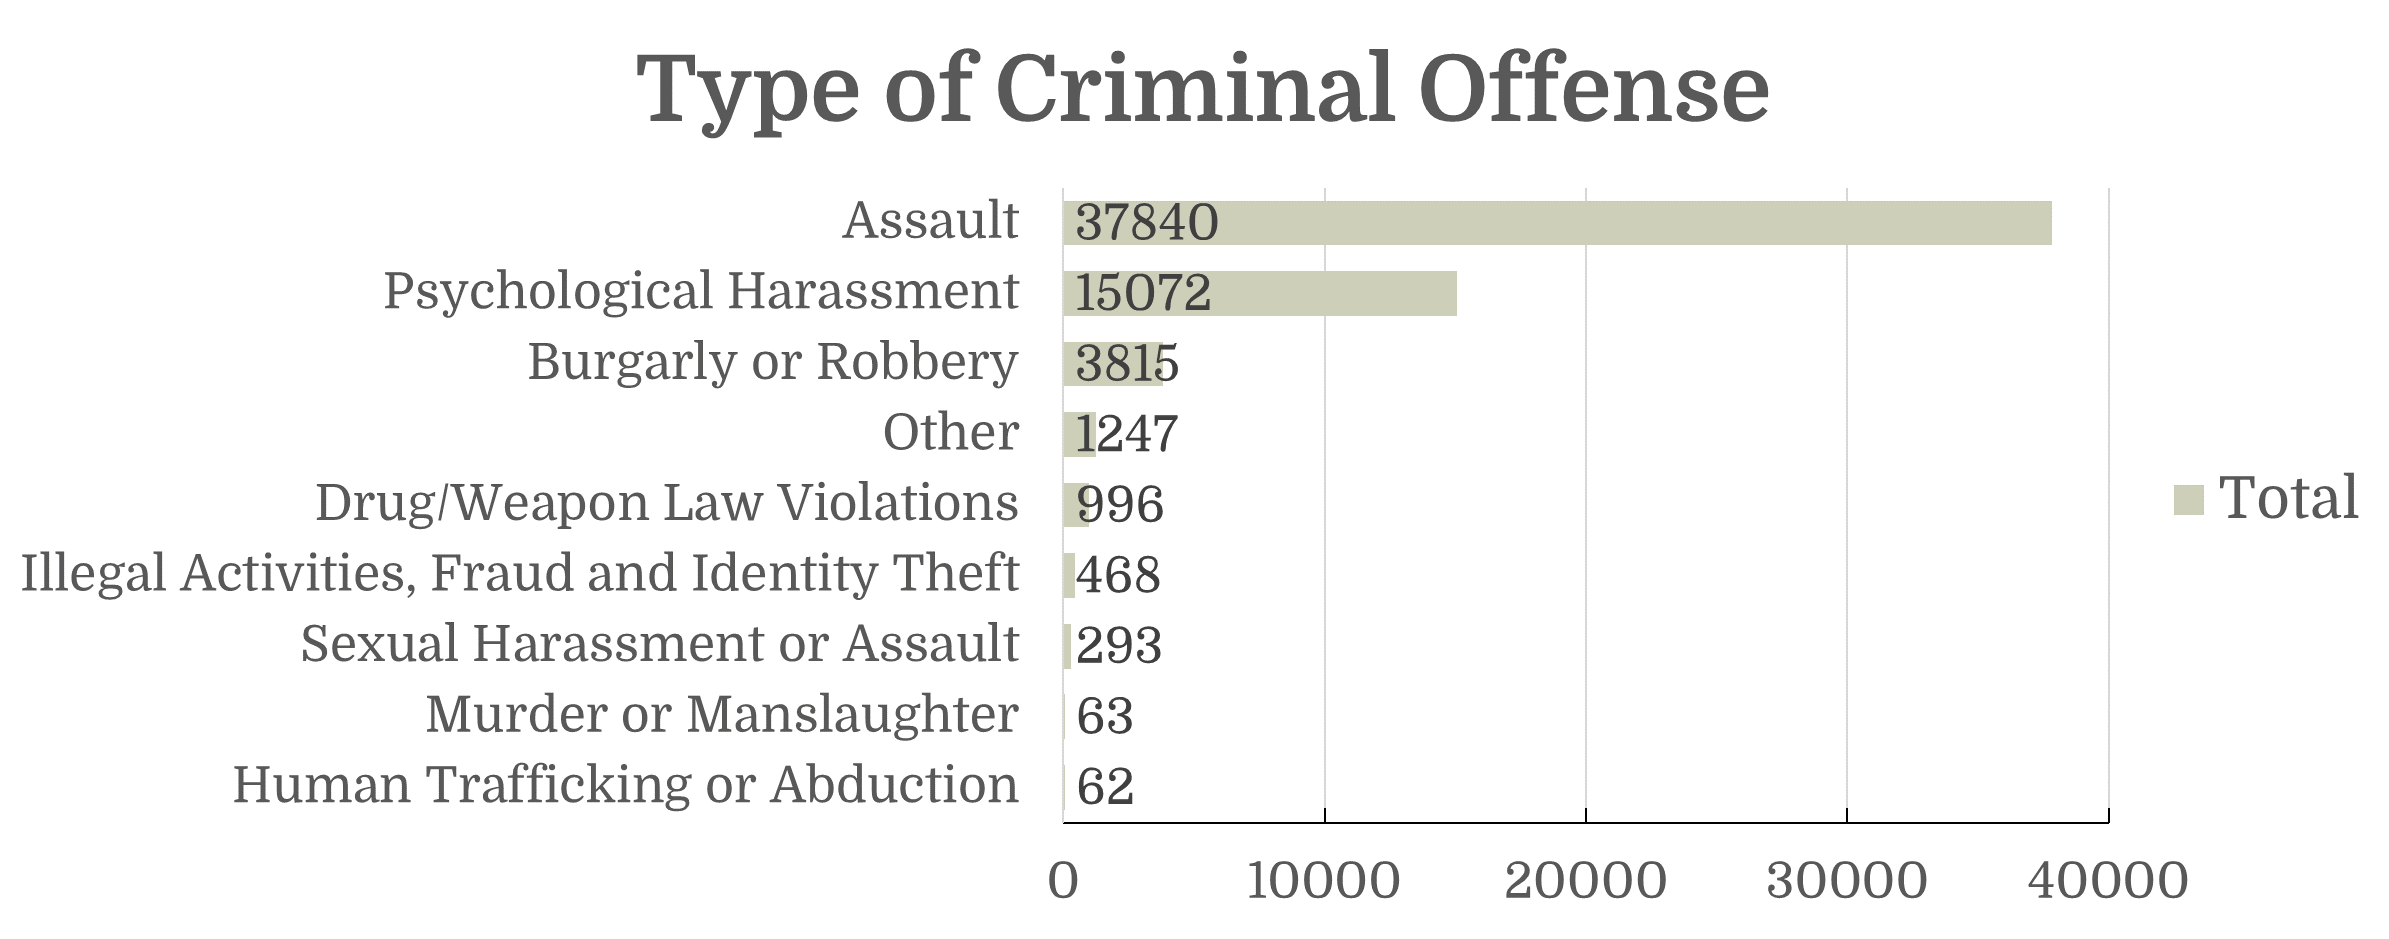 Type of Criminal Offense
Assault 37840
Psychological Harassment 15072
Burgarly or Robbery 3815
Other 1247
Drug/Weapon Law Violations 996
Illegal Activities, Fraud and Identity Theft 468
Sexual Harassment or Assault 293
Murder or Manslaughter 63
Human Trafficking or Abduction 62
0 10000 20000 30000 40000
Total